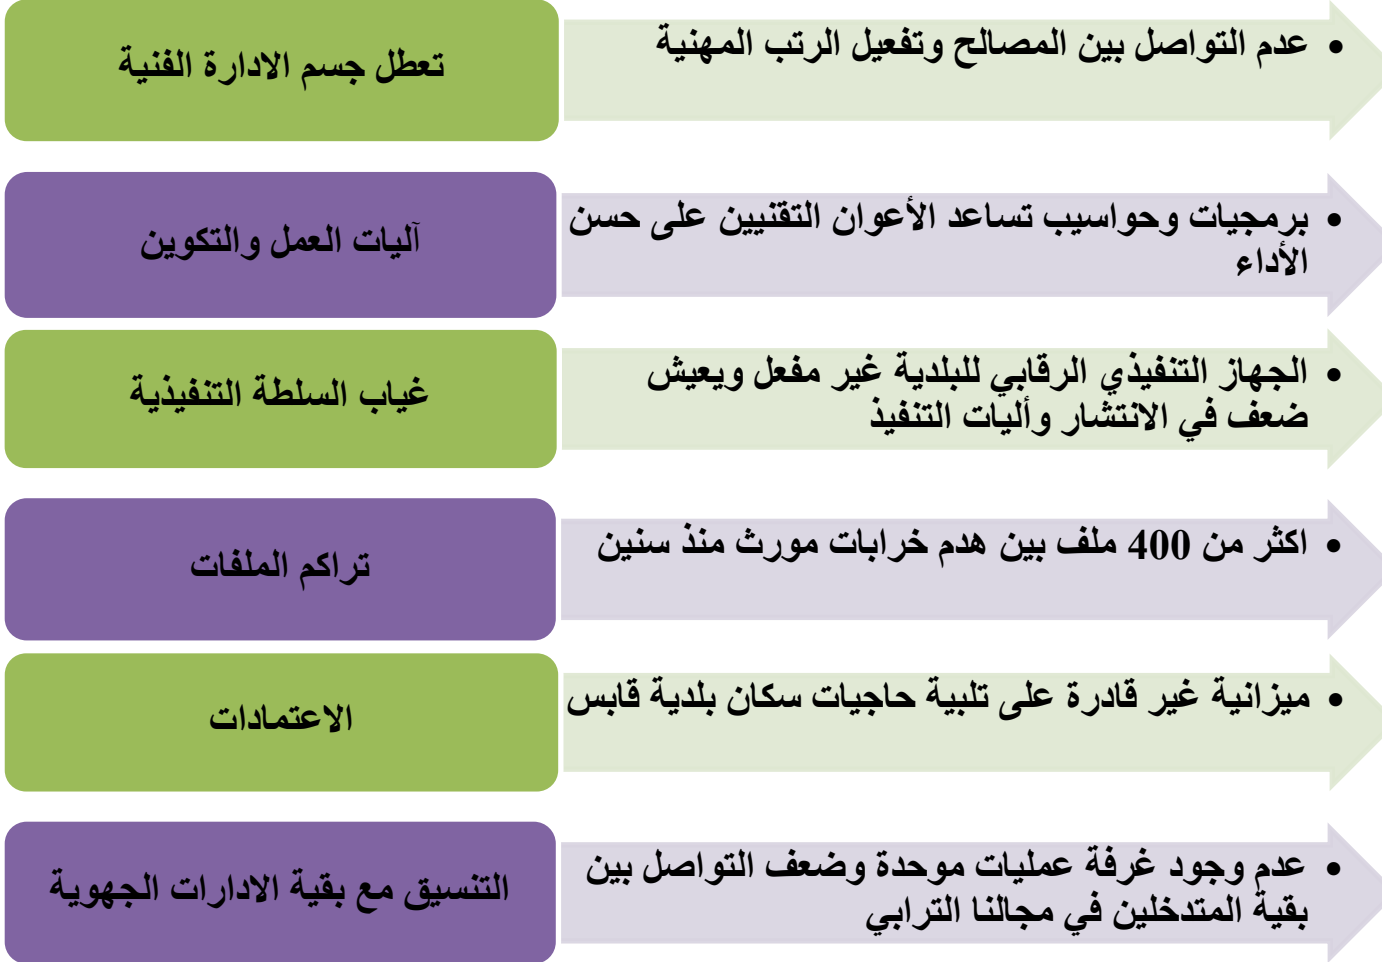 تعطل جسم الادارة الفنية
• عدم التواصل بين المصالح وتفعيل الرتب المهنية
آليات العمل والتكوين
• برمجيات وحواسيب تساعد الأعوان التقنيين على حسن
الأداء
غياب السلطة التنفيذية
• الجهاز التنفيذي الرقابي للبلدية غير مفعل ويعيش
ضعف في الانتشار وأليات التنفيذ
تراكم الملفات
• اكثر من 400 ملف بين هدم خرابات مورث منذ سنين
الاعتمادات
• ميزانية غير قادرة على تلبية حاجيات سكان بلدية قابس
التنسيق مع بقية الادارات الجهوية
• عدم وجود غرفة عمليات موحدة وضعف التواصل بين
بقية المتدخلين في مجالنا الترابي